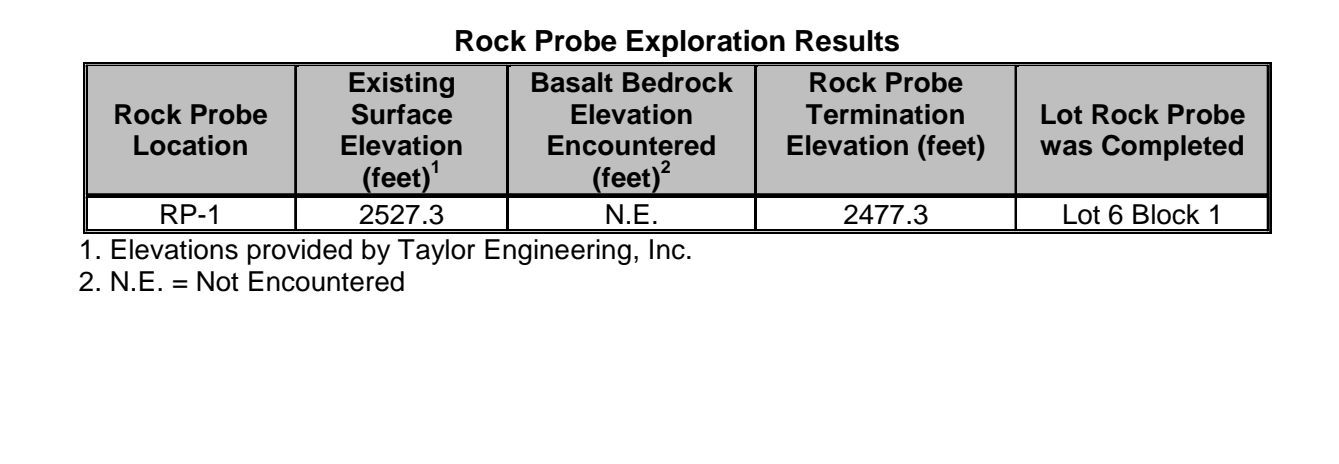 Rock Probe Exploration Results
Rock Probe Location | Existing Surface Elevation (feet)1 | Basalt Bedrock Elevation Encountered (feet)2 | Rock Probe Termination Elevation (feet) | Lot Rock Probe was Completed
RP-1 | 2527.3 | N.E. | 2477.3 | Lot 6 Block 1
1. Elevations provided by Taylor Engineering, Inc.
2. N.E. = Not Encountered